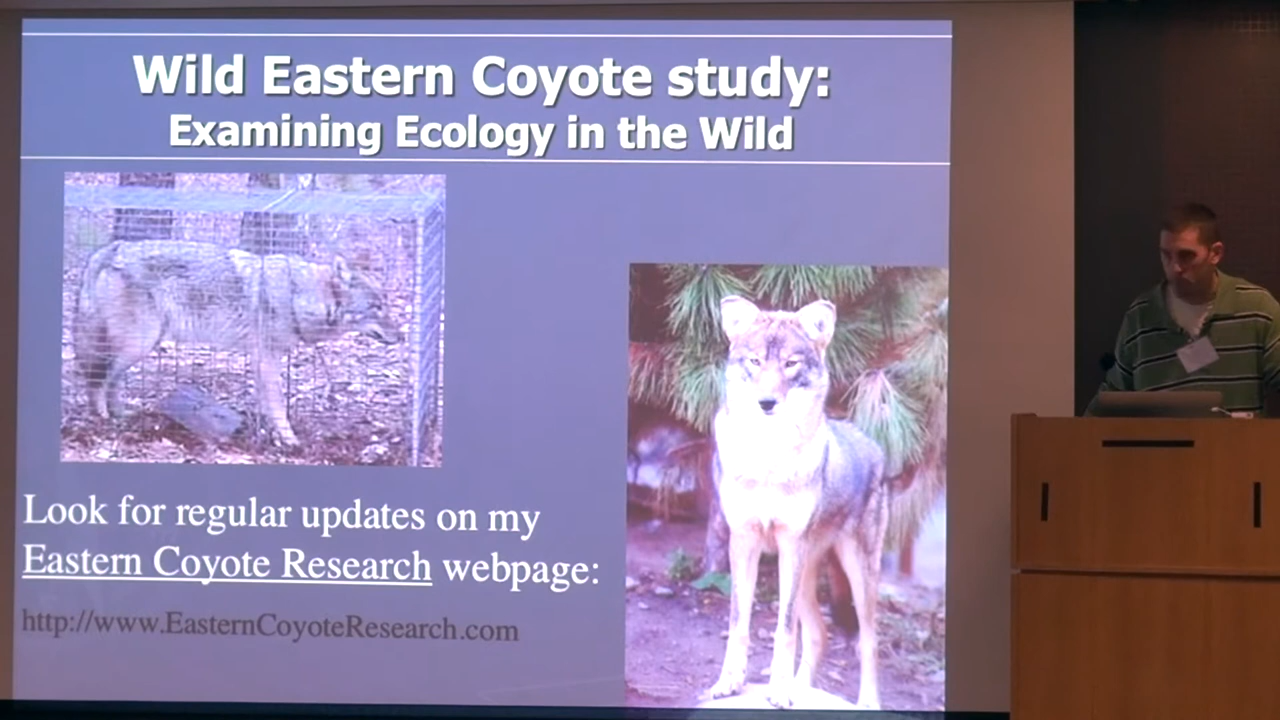 Wild Eastern Coyote study:
Examining Ecology in the Wild
Look for regular updates on my
Eastern Coyote Research webpage:
http://www.EasternCoyoteResearch.com